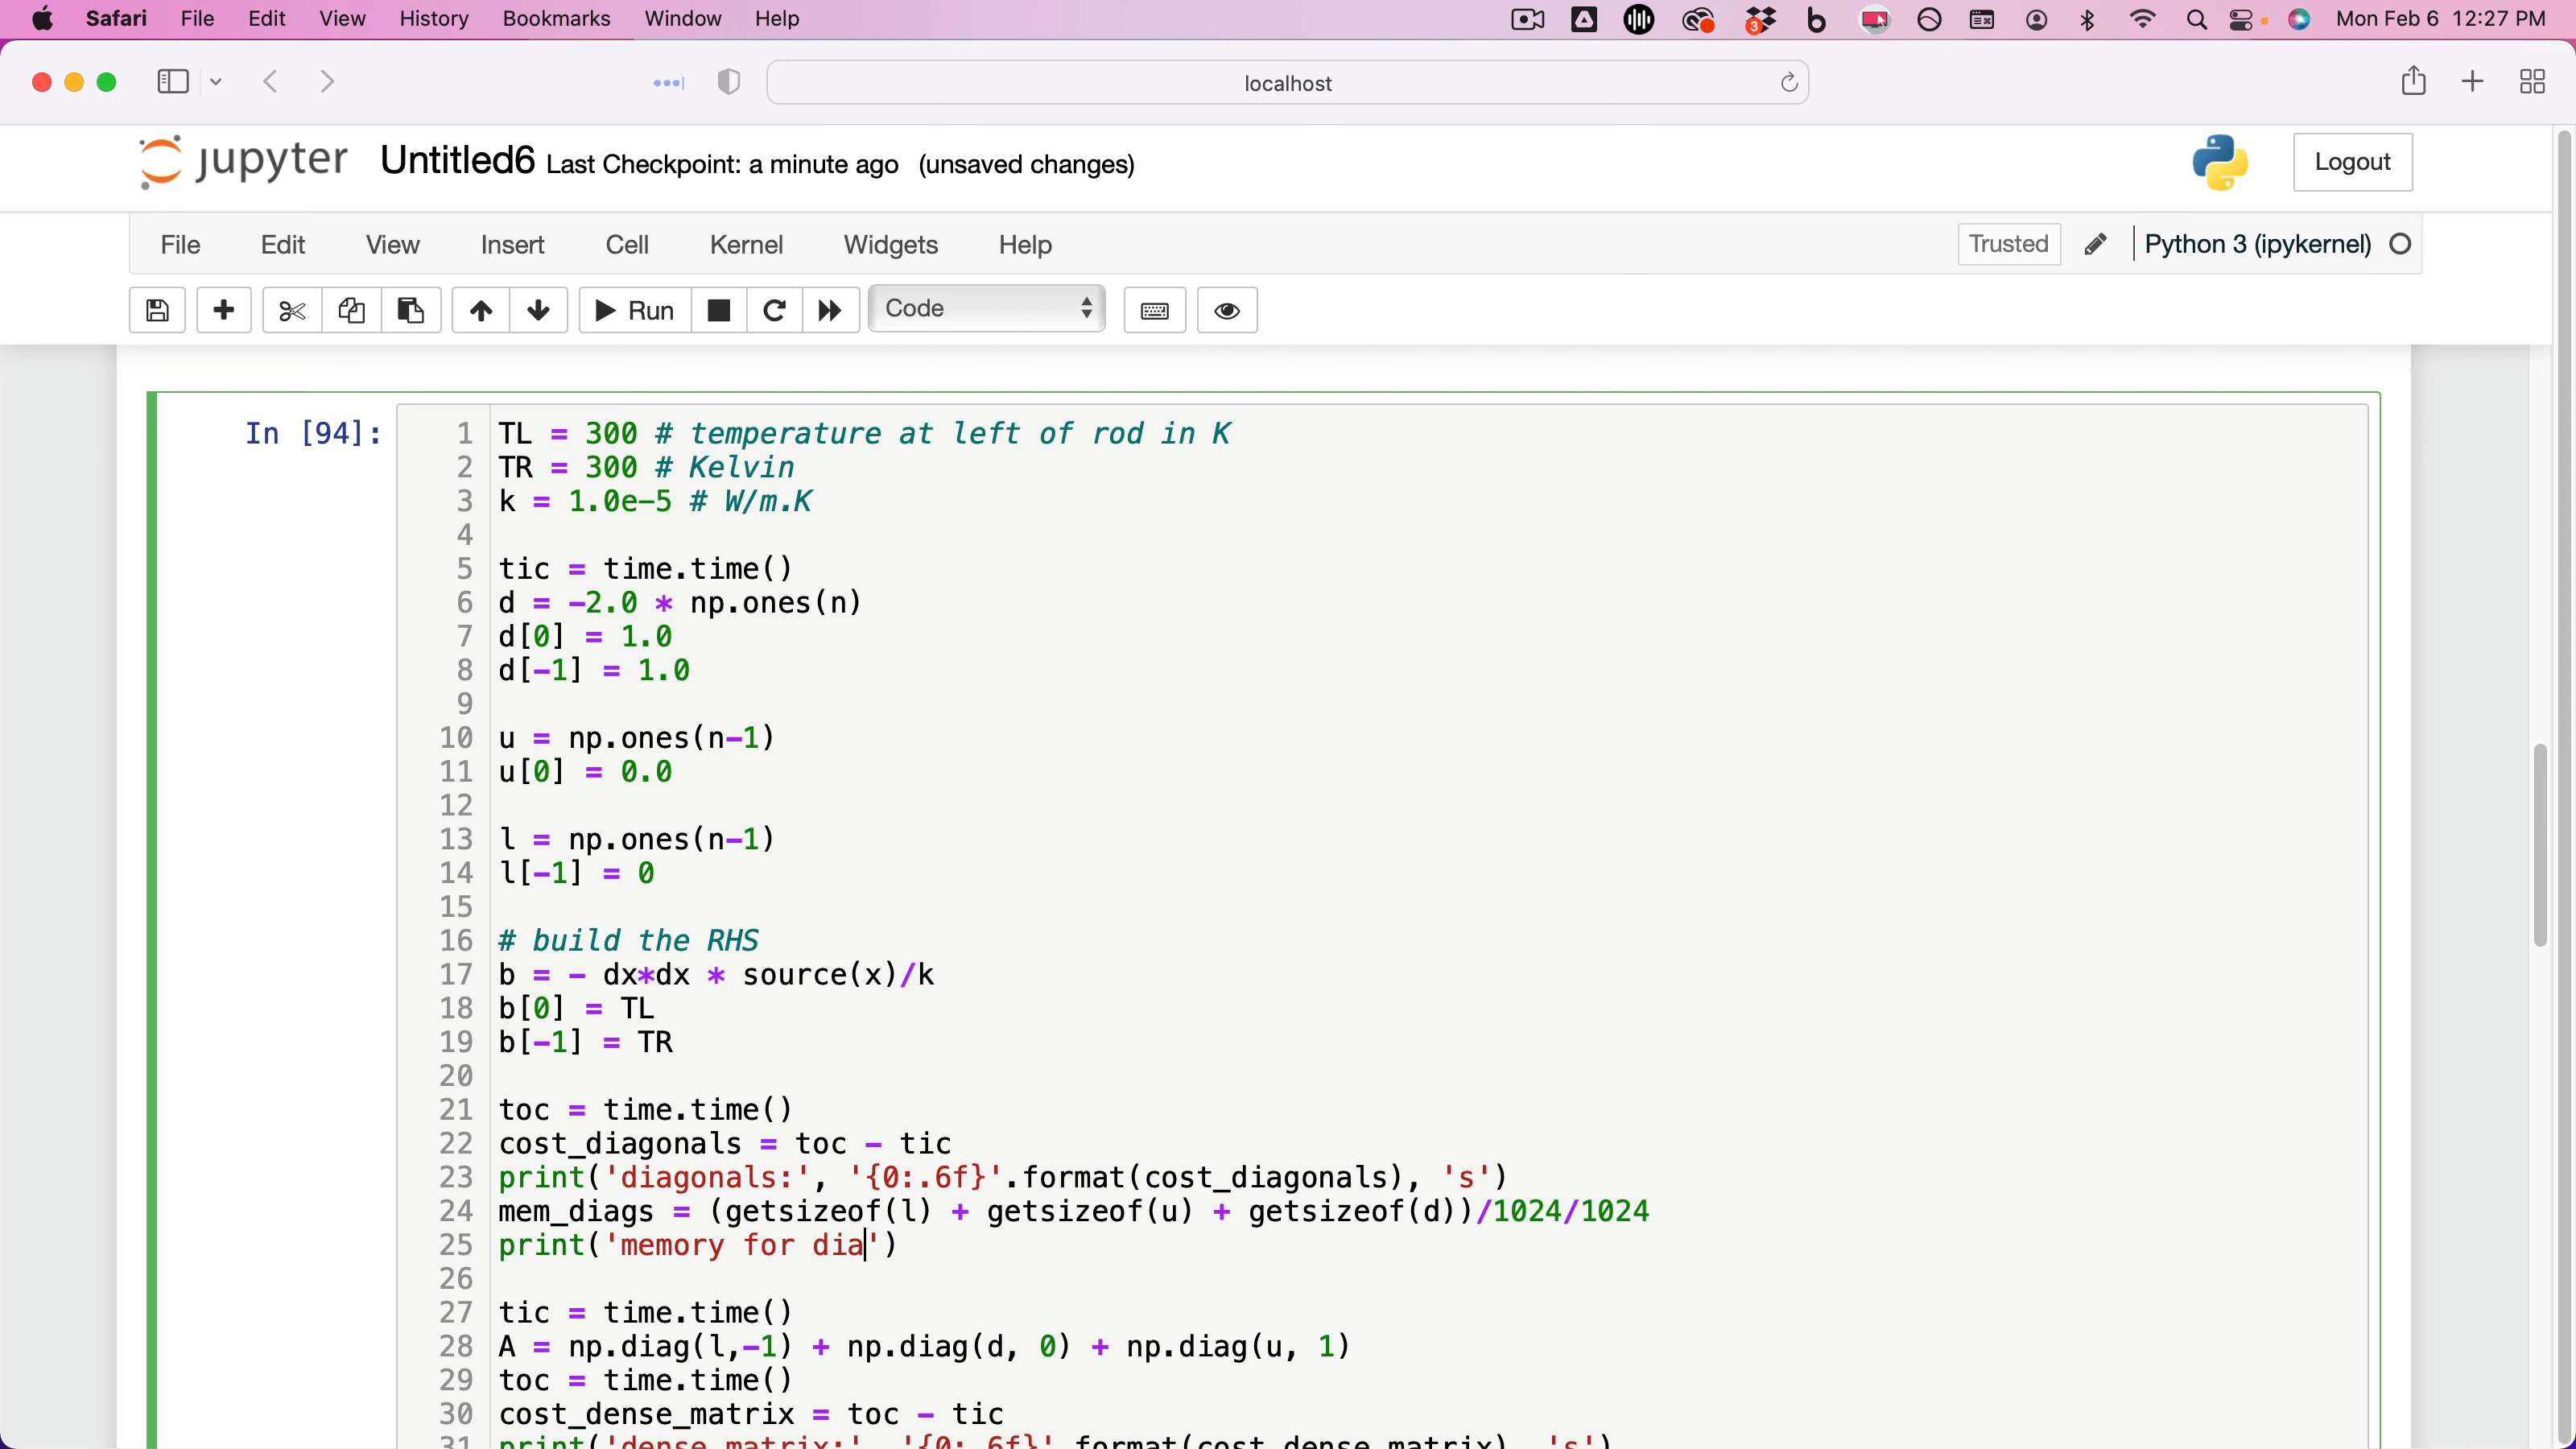 Safari File Edit View History Bookmarks Window Help 3 Mon Feb 6 12:27 PM
localhost
jupyter Untitled6 Last Checkpoint: a minute ago (unsaved changes) Logout
File Edit View Insert Cell Kernel Widgets Help Trusted Python 3 (ipykernel)
Run Code
In [94]:
1 TL = 300 # temperature at left of rod in K
2 TR = 300 # Kelvin
3 k = 1.0e-5 # W/m.K
4
5 tic = time.time()
6 d = -2.0 * np.ones(n)
7 d[0] = 1.0
8 d[-1] = 1.0
9
10 u = np.ones(n-1)
11 u[0] = 0.0
12
13 l = np.ones(n-1)
14 l[-1] = 0
15
16 # build the RHS
17 b = - dx*dx * source(x)/k
18 b[0] = TL
19 b[-1] = TR
20
21 toc = time.time()
22 cost_diagonals = toc - tic
23 print('diagonals:', '{0:.6f}'.format(cost_diagonals), 's')
24 mem_diags = (getsizeof(l) + getsizeof(u) + getsizeof(d))/1024/1024
25 print('memory for dia')
26
27 tic = time.time()
28 A = np.diag(l,-1) + np.diag(d, 0) + np.diag(u, 1)
29 toc = time.time()
30 cost_dense_matrix = toc - tic
31 print('dense matrix:', '{0:.6f}'.format(cost_dense_matrix), 's')